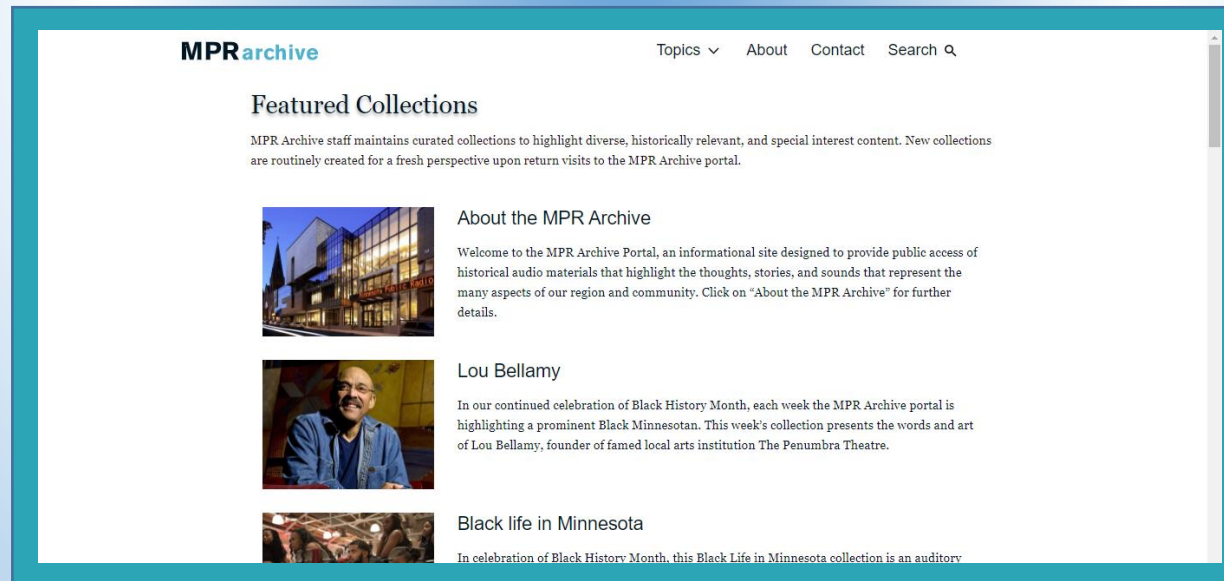 MPRarchive
Topics About Contact Search
Featured Collections
MPR Archive staff maintains curated collections to highlight diverse, historically relevant, and special interest content. New collections
are routinely created for a fresh perspective upon return visits to the MPR Archive portal.
About the MPR Archive
Welcome to the MPR Archive Portal, an informational site designed to provide public access of
historical audio materials that highlight the thoughts, stories, and sounds that represent the
many aspects of our region and community. Click on “About the MPR Archive” for further
details.
Minnesota Public Radio
Lou Bellamy
In our continued celebration of Black History Month, each week the MPR Archive portal is
highlighting a prominent Black Minnesotan. This week’s collection presents the words and art
of Lou Bellamy, founder of famed local arts institution The Penumbra Theatre.
Black life in Minnesota
In celebration of Black History Month, this Black Life in Minnesota collection is an auditory